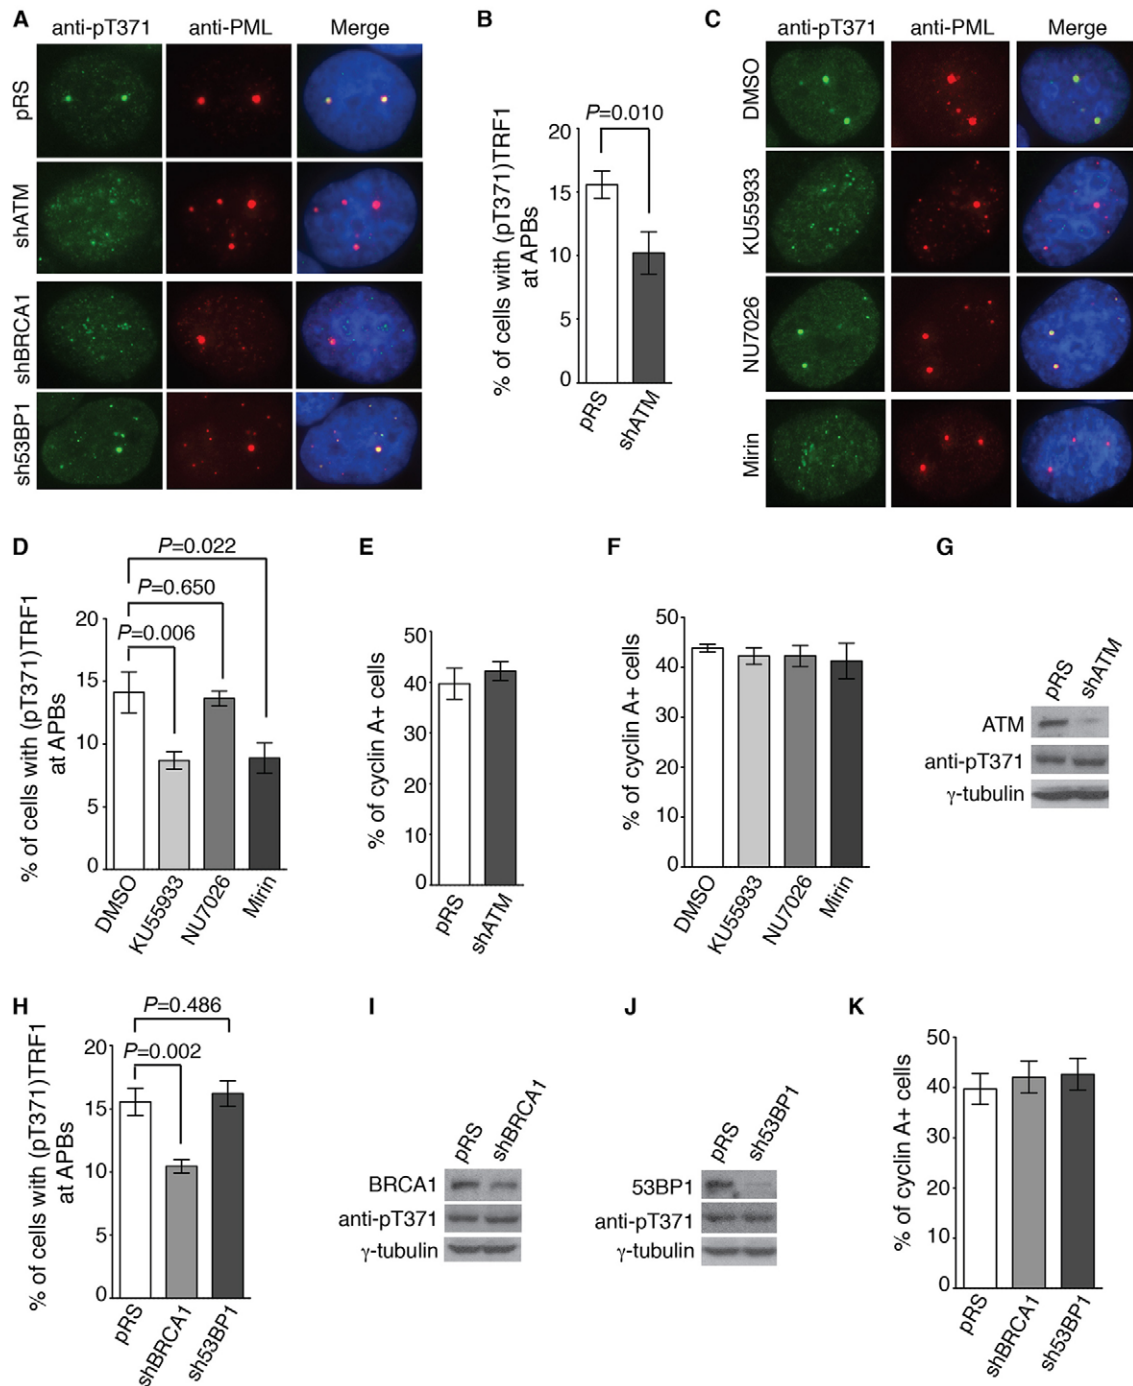 A
anti-pT371 anti-PML Merge
pRS
shATM
shBRCA1
sh53BP1
B
P=0.010
% of cells with (pT371)TRF1
at APBs
20
15
10
15
0
pRS
shATM
C
anti-pT371 anti-PML Merge
DMSO
KU55933
NU7026
Mirin
D
P=0.022
P=0.650
P=0.006
% of cells with (pT371)TRF1
at APBs
20
15
10
5
0
DMSO
KU55933
NU7026
Mirin
E
% of cyclin A+ cells
50
40
30
20
10
0
pRS
shATM
F
% of cyclin A+ cells
50
40
30
20
10
0
DMSO
KU55933
NU7026
Mirin
G
pRS
shATM
ATM
anti-pT371
γ-tubulin
H
P=0.486
P=0.002
% of cells with (pT371)TRF1
at APBs
20
15
10
5
0
pRS
shBRCA1
sh53BP1
I
pRS
shBRCA1
BRCA1
anti-pT371
γ-tubulin
J
pRS
sh53BP1
53BP1
anti-pT371
γ-tubulin
K
% of cyclin A+ cells
50
40
30
20
10
0
pRS
shBRCA1
sh53BP1